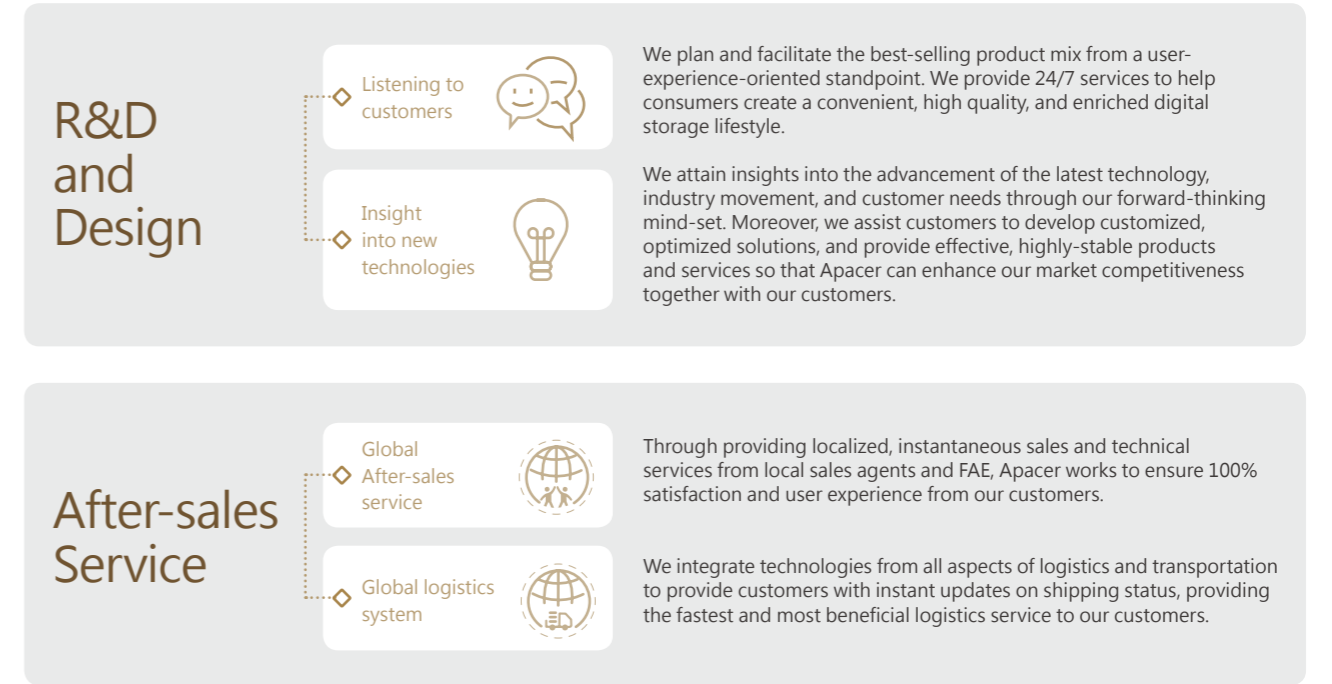 R&D
and
Design
Listening to
customers
We plan and facilitate the best-selling product mix from a user-
experience-oriented standpoint. We provide 24/7 services to help
consumers create a convenient, high quality, and enriched digital
storage lifestyle.
Insight
into new
technologies
We attain insights into the advancement of the latest technology,
industry movement, and customer needs through our forward-thinking
mind-set. Moreover, we assist customers to develop customized,
optimized solutions, and provide effective, highly-stable products
and services so that Apacer can enhance our market competitiveness
together with our customers.
After-sales
Service
Global
After-sales
service
Through providing localized, instantaneous sales and technical
services from local sales agents and FAE, Apacer works to ensure 100%
satisfaction and user experience from our customers.
Global logistics
system
We integrate technologies from all aspects of logistics and transportation
to provide customers with instant updates on shipping status, providing
the fastest and most beneficial logistics service to our customers.